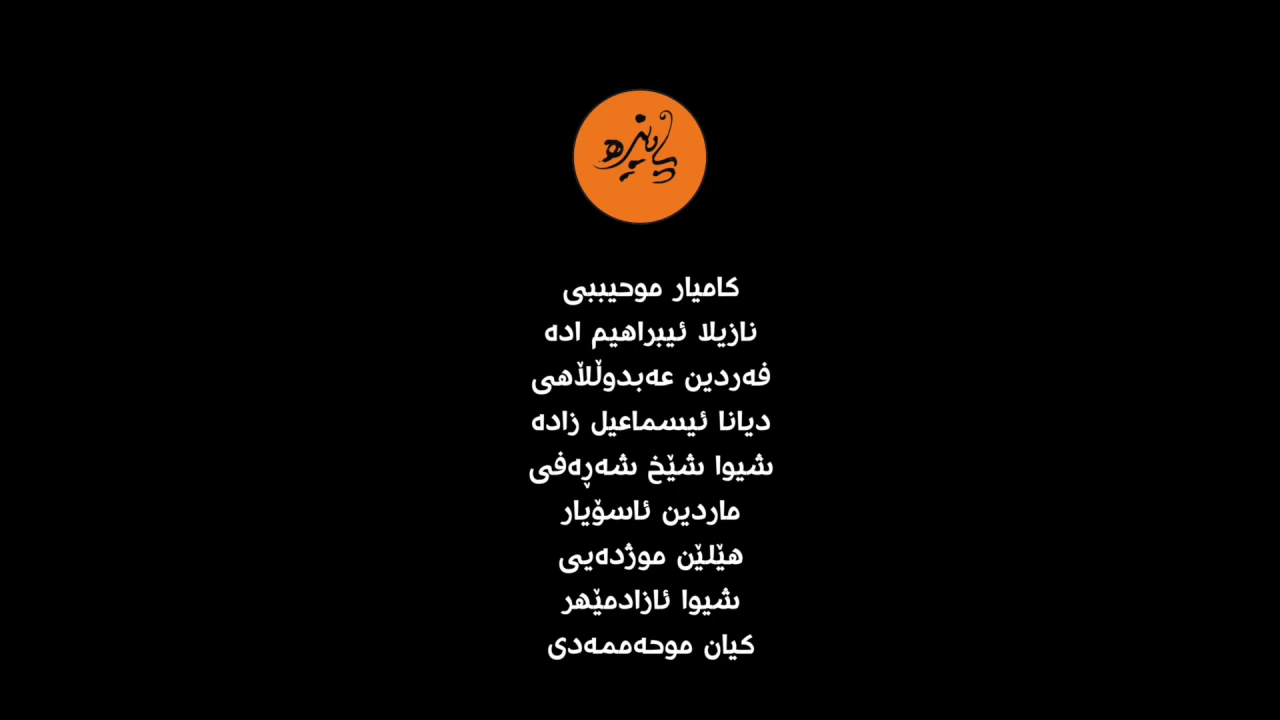 پانیزە
کامیار موحیببی
نازیلا ئیبراهیم ادە
فەردین عەبدوڵڵاهی
دیانا ئیسماعیل زادە
شیوا شێخ شەڕەفی
ماردین ئاسۆیار
هێلێن موژدەیی
شیوا ئازادمێهر
کیان موحەممەدی